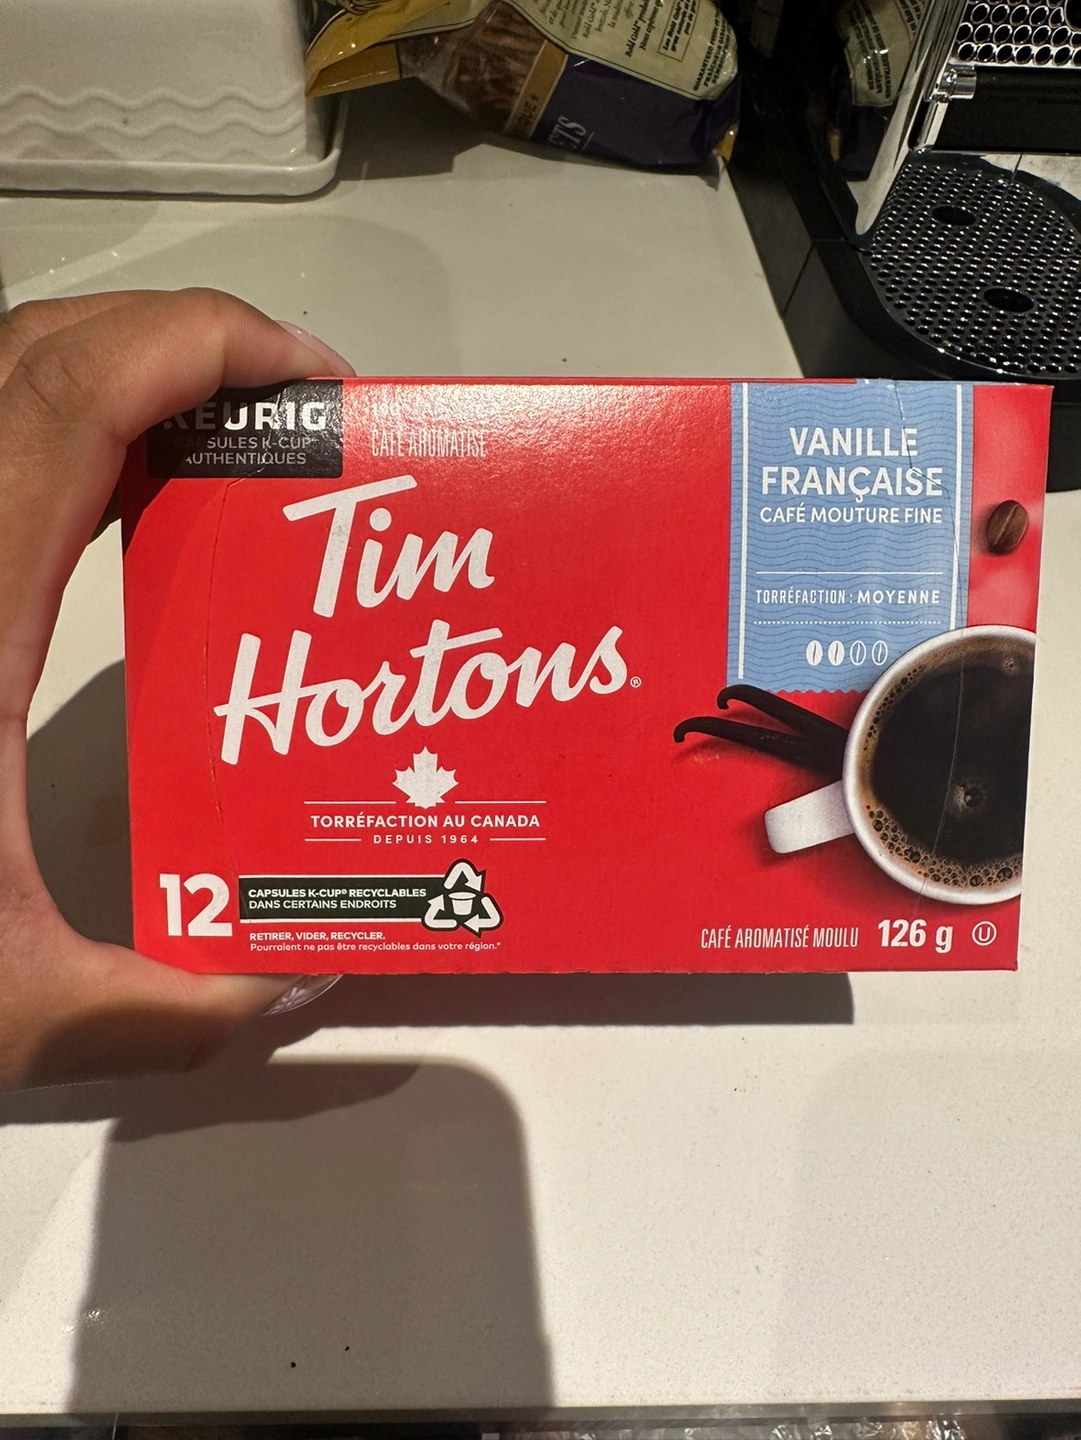 KEURIG
CAPSULES K-CUP
AUTHENTIQUES
CAFÉ AROMATISÉ
VANILLE
FRANÇAISE
CAFÉ MOUTURE FINE
TORRÉFACTION : MOYENNE
Tim
Hortons®
TORRÉFACTION AU CANADA
DEPUIS 1964
12
CAPSULES K-CUP® RECYCLABLES
DANS CERTAINS ENDROITS
RETIRER, VIDER, RECYCLER.
Pourraient ne pas être recyclables dans votre région.*
CAFÉ AROMATISÉ MOULU 126 g U